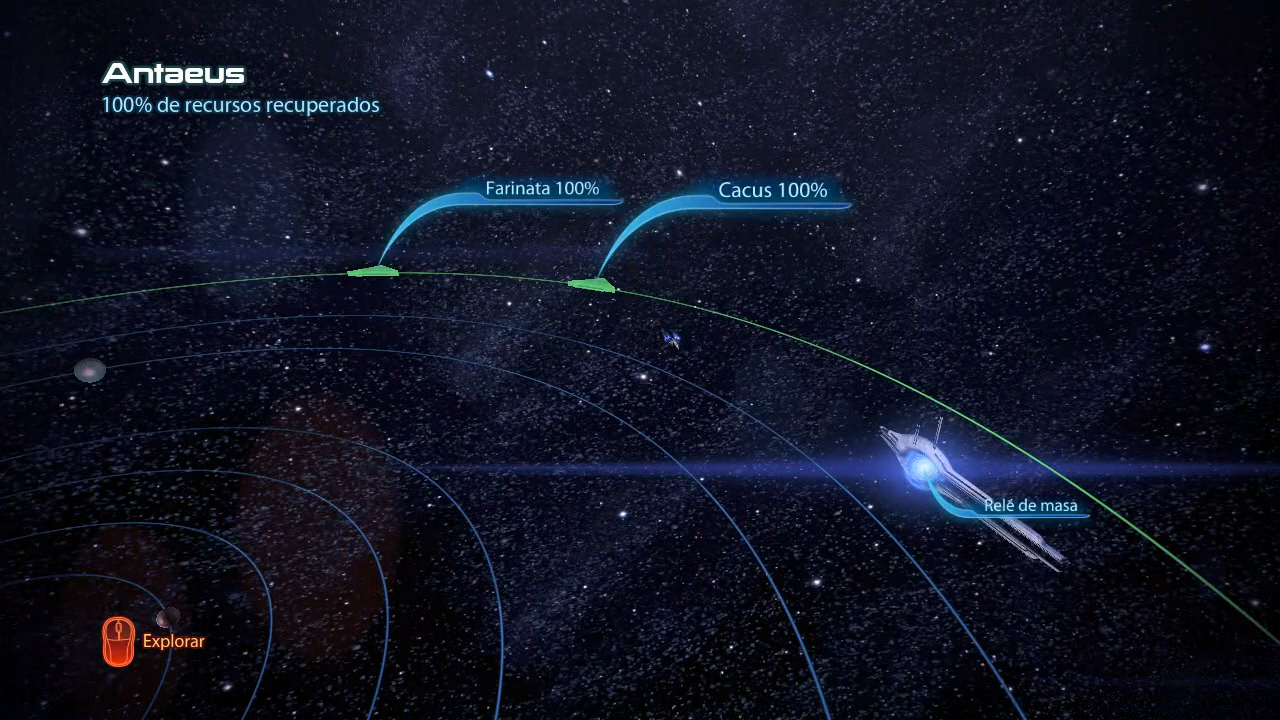 Antaeus
100% de recursos recuperados
Farinata 100%
Cacus 100%
Relé de masa
Explorar